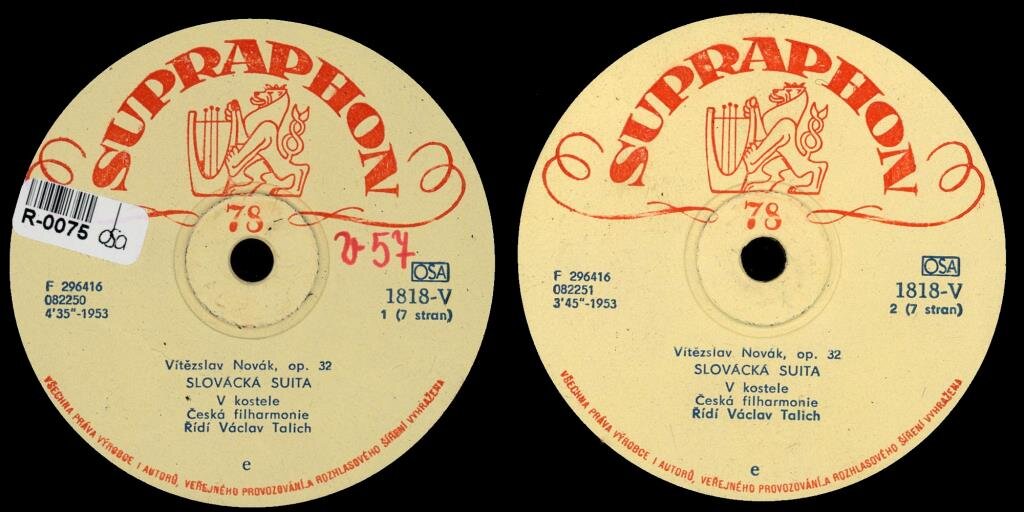 SUPRAPHON
78
R-0075
osa
v 57
OSA
F 296416
082250
4'35"-1953
1818-V
1 (7 stran)
Vítězslav Novák, op. 32
SLOVÁCKÁ SUITA
V kostele
Česká filharmonie
Řídí Václav Talich
e
VŠECHNA PRÁVA VÝROBCE I AUTORŮ, VEŘEJNÉHO PROVOZOVÁNÍ A ROZHLASOVÉHO ŠÍŘENÍ VYHRAŽENA
SUPRAPHON
78
OSA
F 296416
082251
3'45"-1953
1818-V
2 (7 stran)
Vítězslav Novák, op. 32
SLOVÁCKÁ SUITA
V kostele
Česká filharmonie
Řídí Václav Talich
e
VŠECHNA PRÁVA VÝROBCE I AUTORŮ, VEŘEJNÉHO PROVOZOVÁNÍ A ROZHLASOVÉHO ŠÍŘENÍ VYHRAŽENA